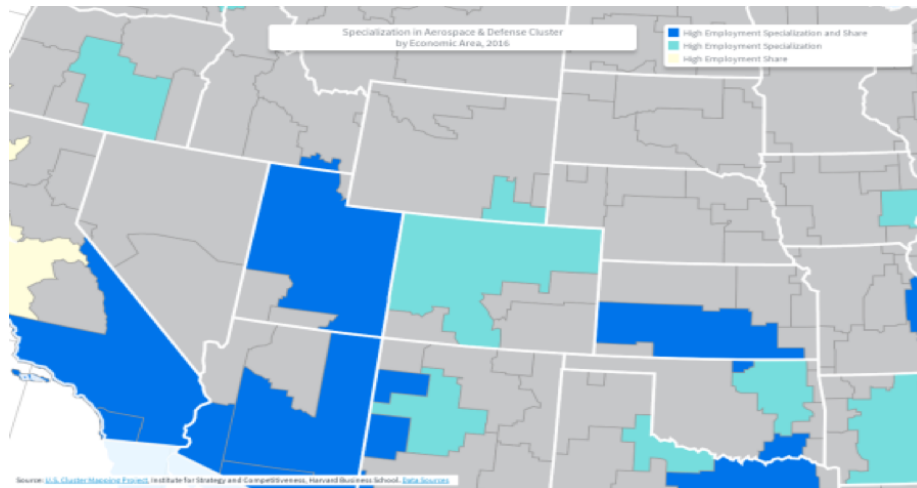 Specialization in Aerospace & Defense Cluster
by Economic Area, 2016
High Employment Specialization and Share
High Employment Specialization
High Employment Share
Source: U.S. Cluster Mapping Project, Institute for Strategy and Competitiveness, Harvard Business School. Data Sources